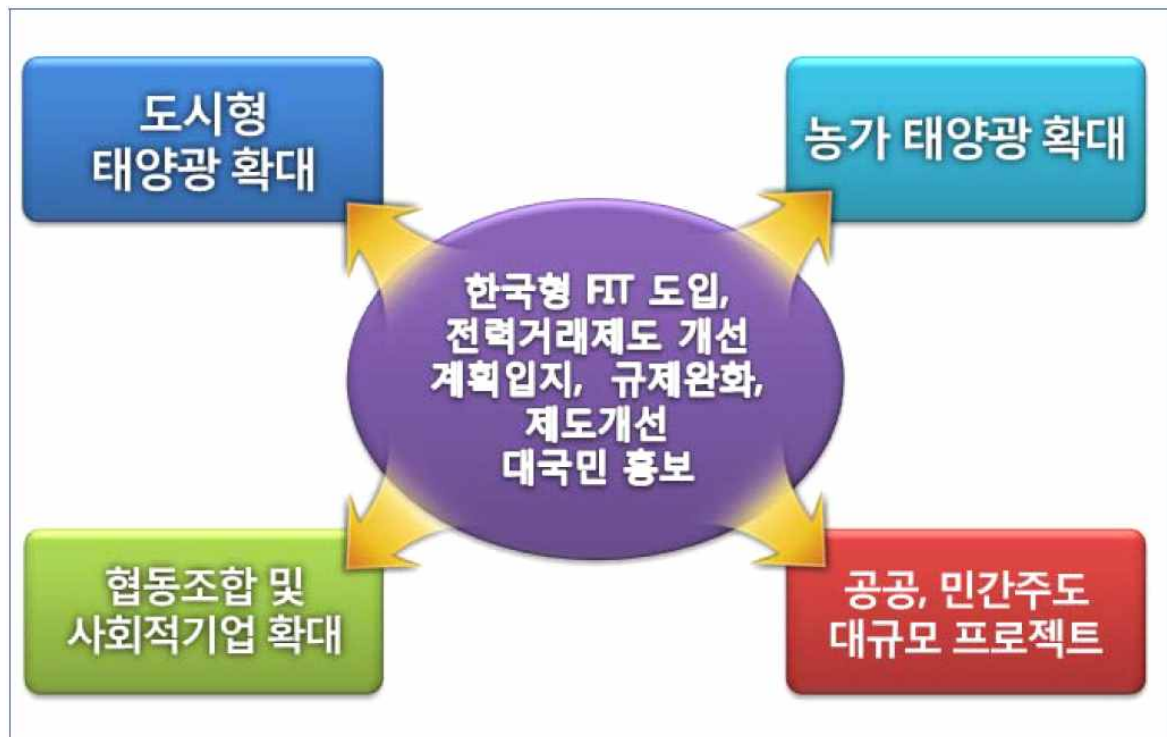 도시형
태양광 확대
농가 태양광 확대
한국형 FIT 도입,
전력거래제도 개선
계획입지, 규제완화,
제도개선
대국민 홍보
협동조합 및
사회적기업 확대
공공, 민간주도
대규모 프로젝트